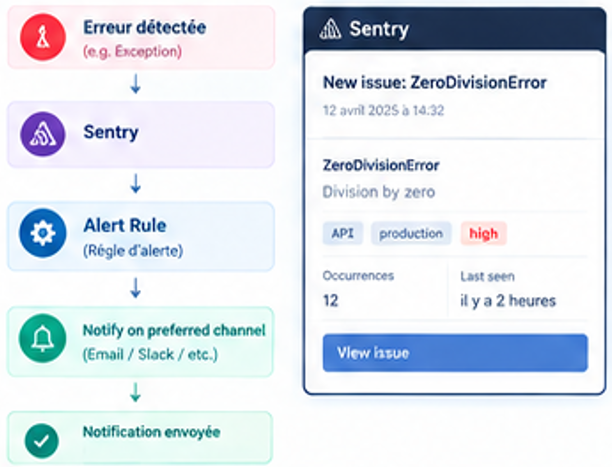 Erreur détectée
(e.g. Exception)
Sentry
Alert Rule
(Régle d'alerte)
Notify on preferred channel
(Email / Slack / etc.)
Notification envoyée
Sentry
New issue: ZeroDivisionError
12 avril 2025 à 14.32
ZeroDivisionError
Division by zero
API production high
Occurrences
12
Last seen
il y a 2 heures
View issue